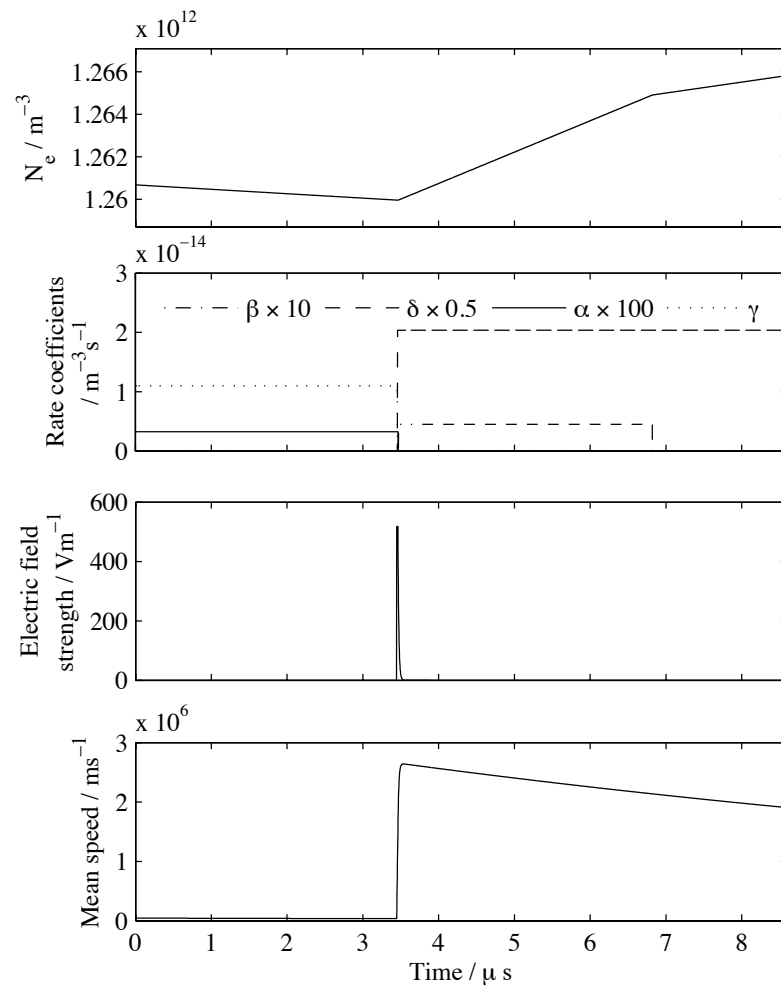 x 10^12
1.266
1.264
1.262
1.26
N_e / m^−3
x 10^−14
3
2
1
0
Rate coefficients
/ m^−3 s^−1
β × 10 δ × 0.5 α × 100 γ
600
400
200
0
Electric field
strength / Vm^−1
x 10^6
3
2
1
0
Mean speed / ms^−1
0 1 2 3 4 5 6 7 8
Time / μ s